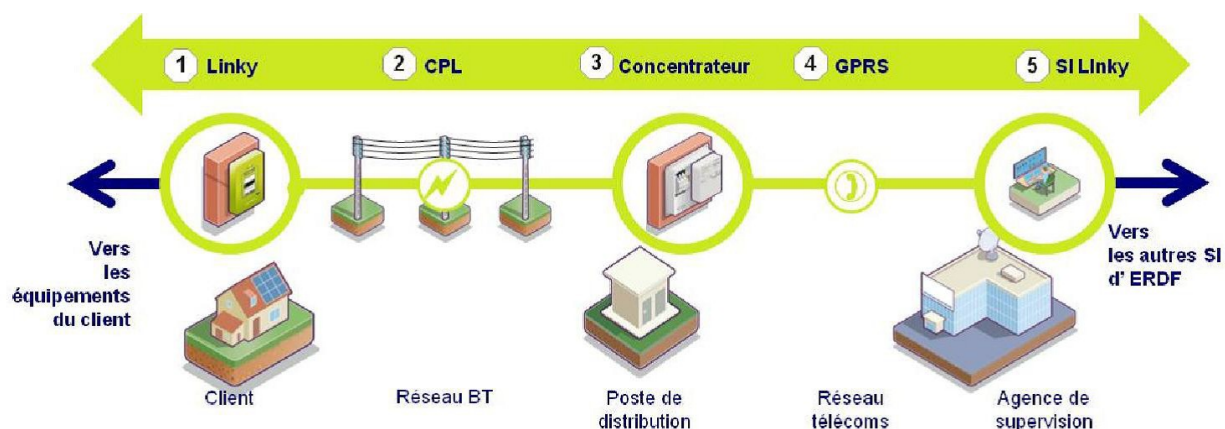 1 Linky
2 CPL
3 Concentrateur
4 GPRS
5 SI Linky
Vers
les
équipements
du client
Vers
les autres SI
d' ERDF
Client
Réseau BT
Poste de
distribution
Réseau
télécoms
Agence de
supervision